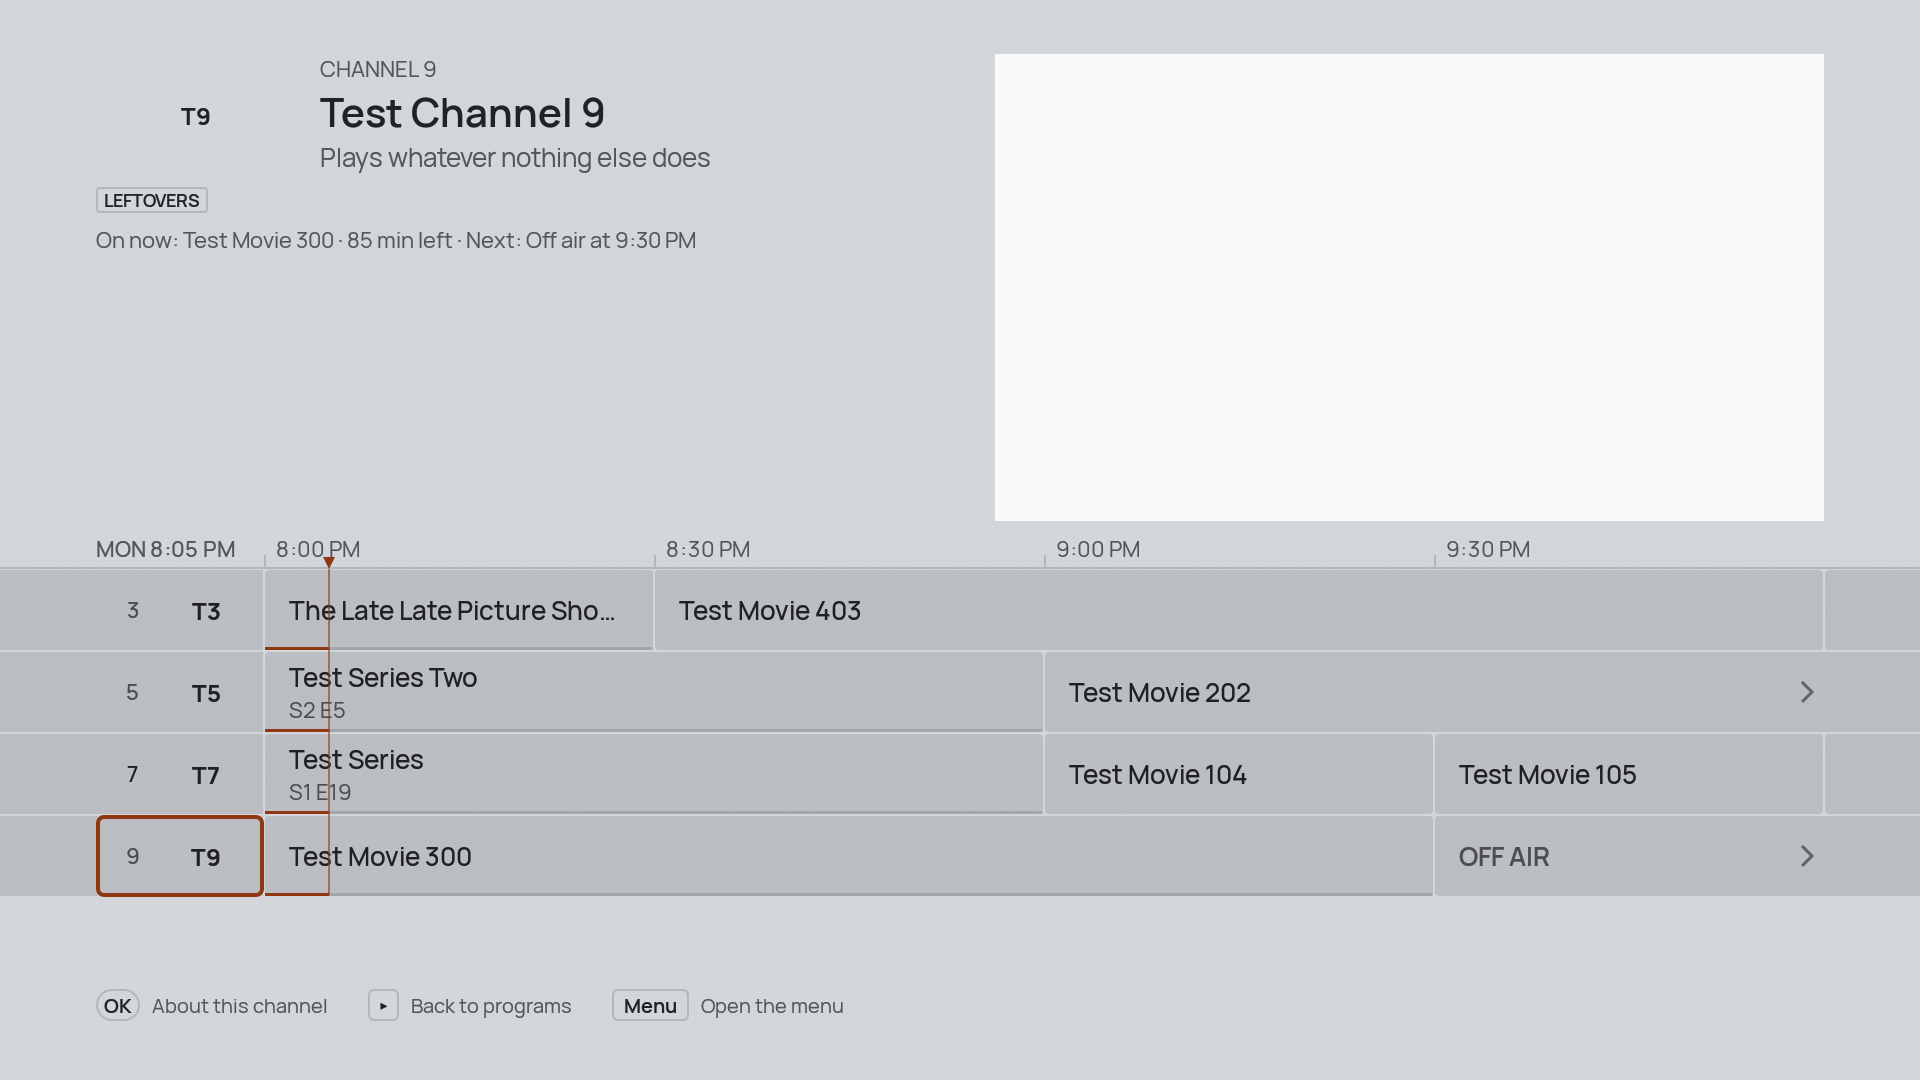 CHANNEL 9
T9
Test Channel 9
Plays whatever nothing else does
LEFTOVERS
On now: Test Movie 300 · 85 min left · Next: Off air at 9:30 PM
MON 8:05 PM 8:00 PM 8:30 PM 9:00 PM 9:30 PM
3 T3 The Late Late Picture Sho... Test Movie 403
5 T5 Test Series Two Test Movie 202
S2 E5
7 T7 Test Series Test Movie 104 Test Movie 105
S1 E19
9 T9 Test Movie 300 OFF AIR
OK About this channel Back to programs Menu Open the menu